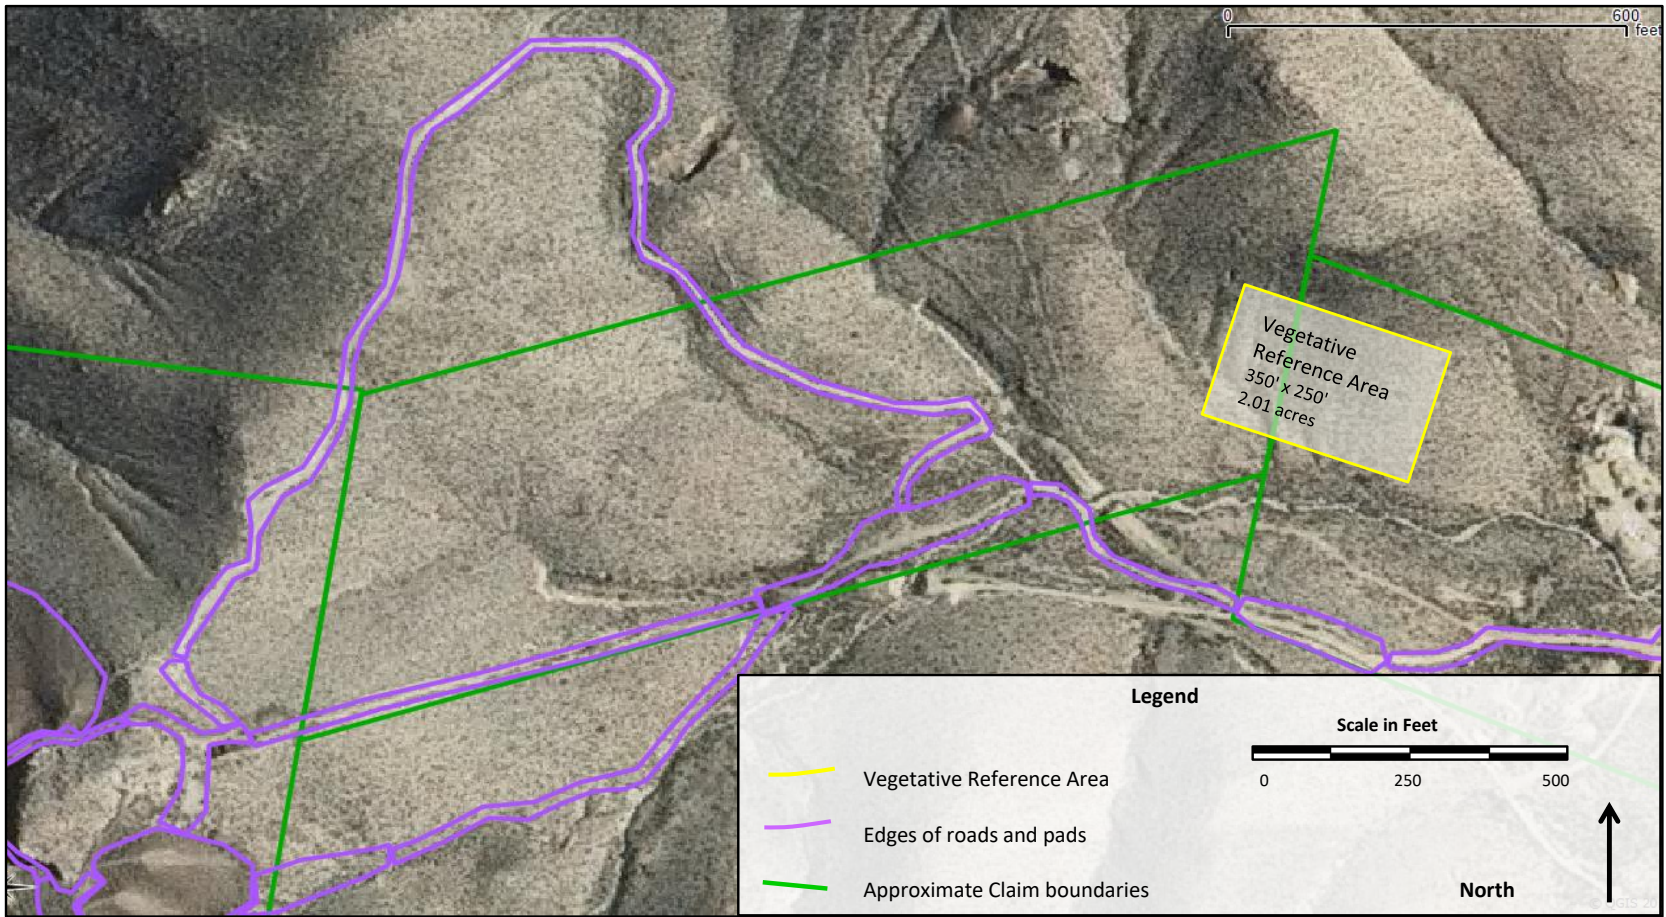 0 600
feet
Vegetative
Reference Area
350' x 250'
2.01 acres
Legend
Scale in Feet
0 250 500
Vegetative Reference Area
Edges of roads and pads
Approximate Claim boundaries
North